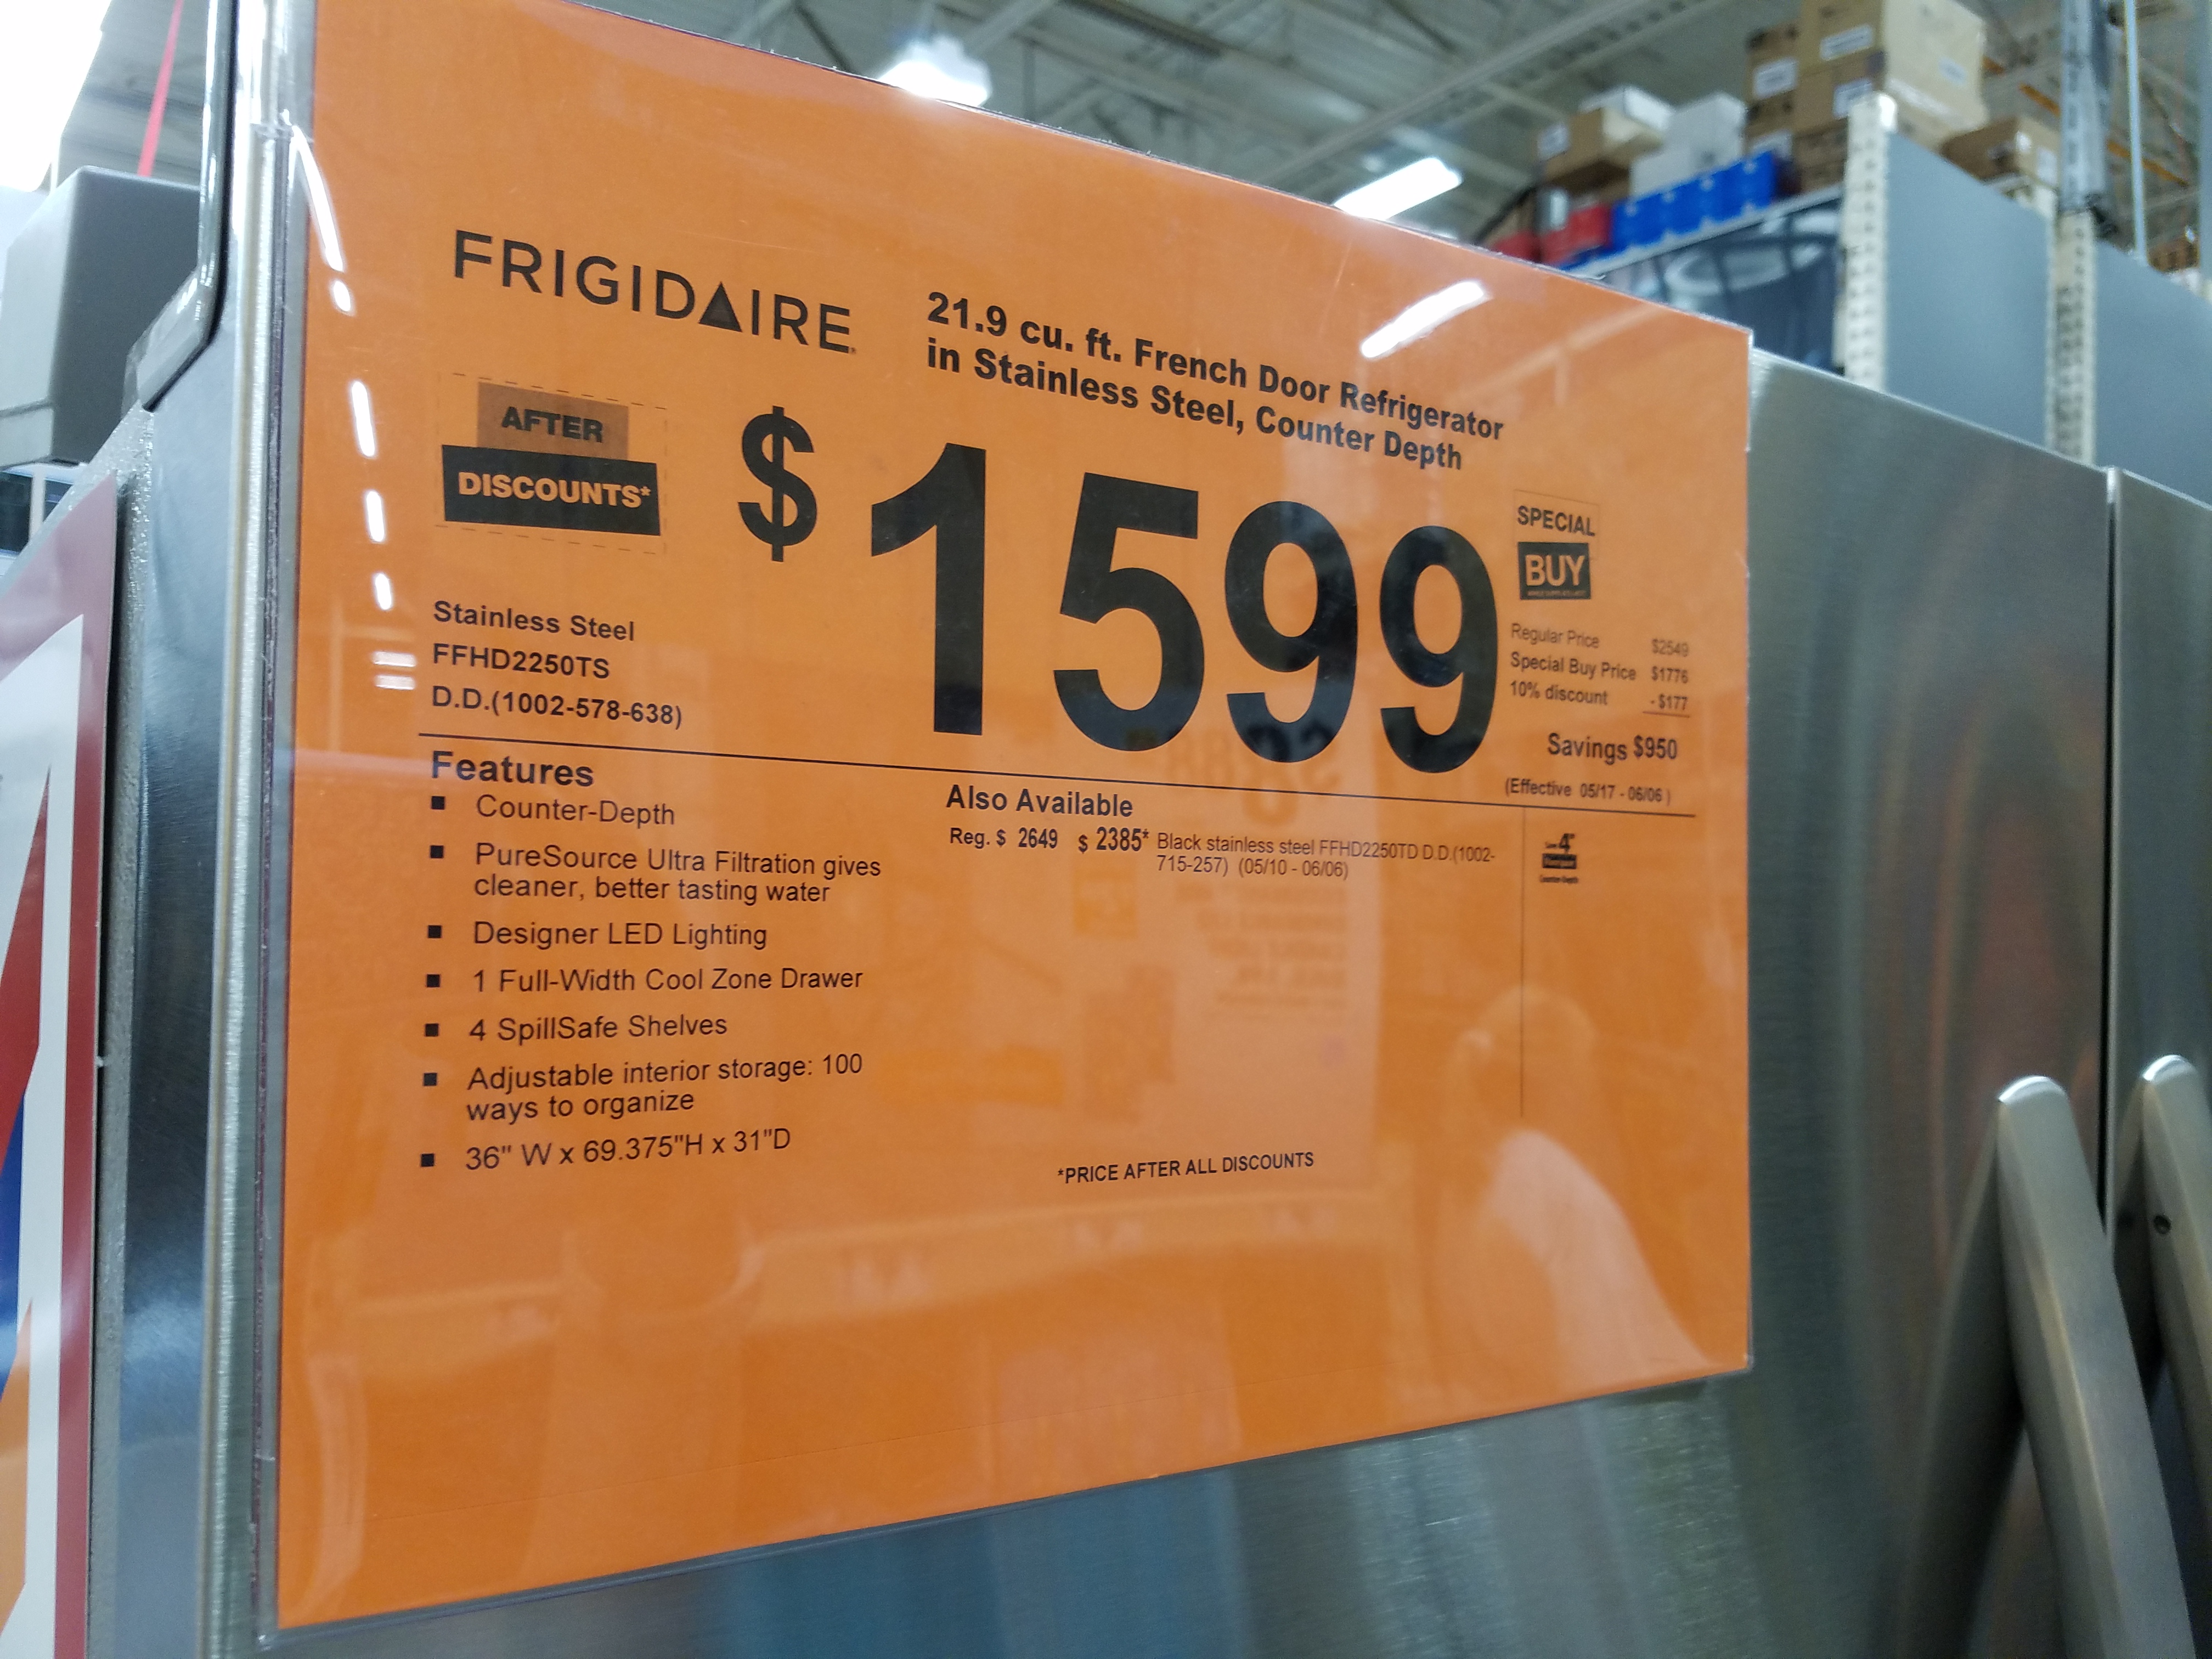 FRIGIDAIRE
21.9 cu. ft. French Door Refrigerator
in Stainless Steel, Counter Depth
AFTER
DISCOUNTS*
$1599
SPECIAL
BUY
Stainless Steel
FFHD2250TS
D.D.(1002-578-638)
Regular Price $2549
Special Buy Price $1776
10% discount - $177
Savings $950
(Effective 05/17 - 06/06 )
Features
▪ Counter-Depth
▪ PureSource Ultra Filtration gives
cleaner, better tasting water
▪ Designer LED Lighting
▪ 1 Full-Width Cool Zone Drawer
▪ 4 SpillSafe Shelves
▪ Adjustable interior storage: 100
ways to organize
▪ 36" W x 69.375"H x 31"D
Also Available
Reg. $ 2649 $ 2385* Black stainless steel FFHD2250TD D.D.(1002-
715-257) (05/10 - 06/06)
4"
*PRICE AFTER ALL DISCOUNTS